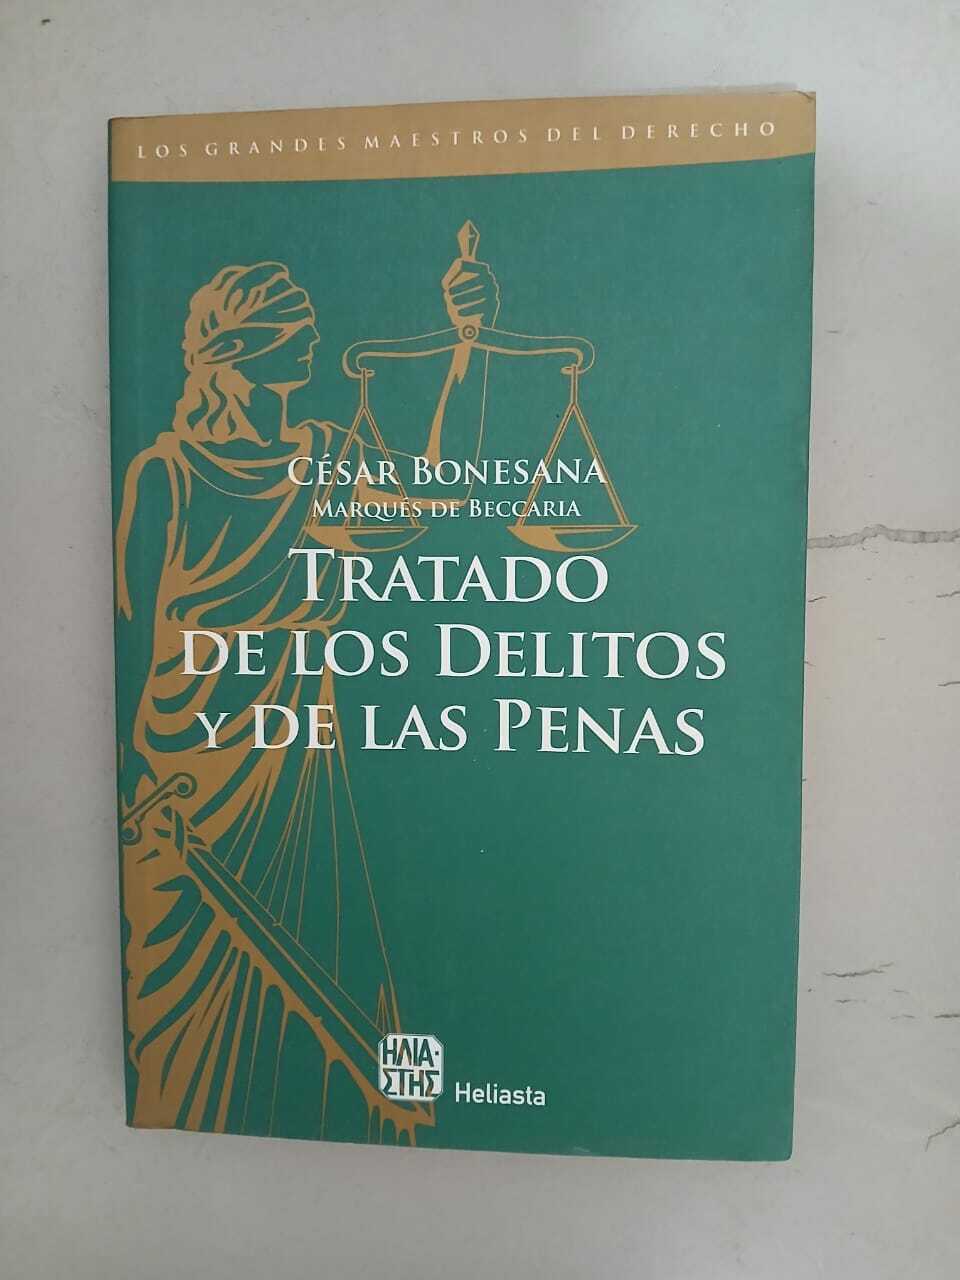 LOS GRANDES MAESTROS DEL DERECHO
CÉSAR BONESANA
MARQUÉS DE BECCARIA
TRATADO
DE LOS DELITOS
Y DE LAS PENAS
ΗΛΙΑ·
ΣΤΗΣ
Heliasta